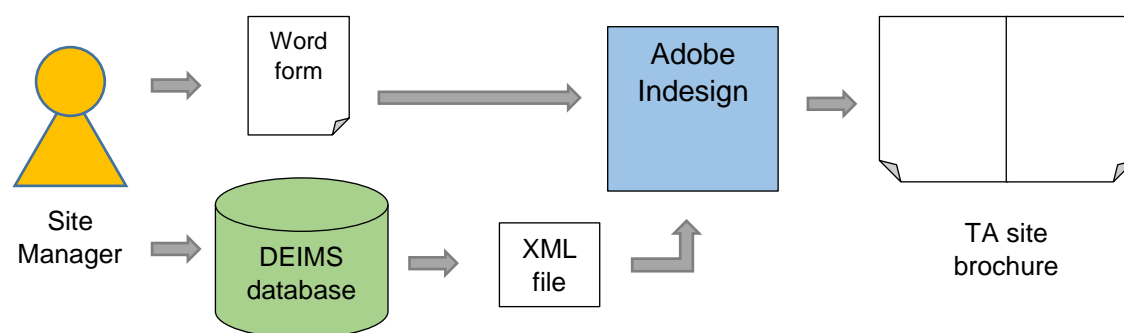 Word
form
Adobe
Indesign
Site
Manager
DEIMS
database
XML
file
TA site
brochure